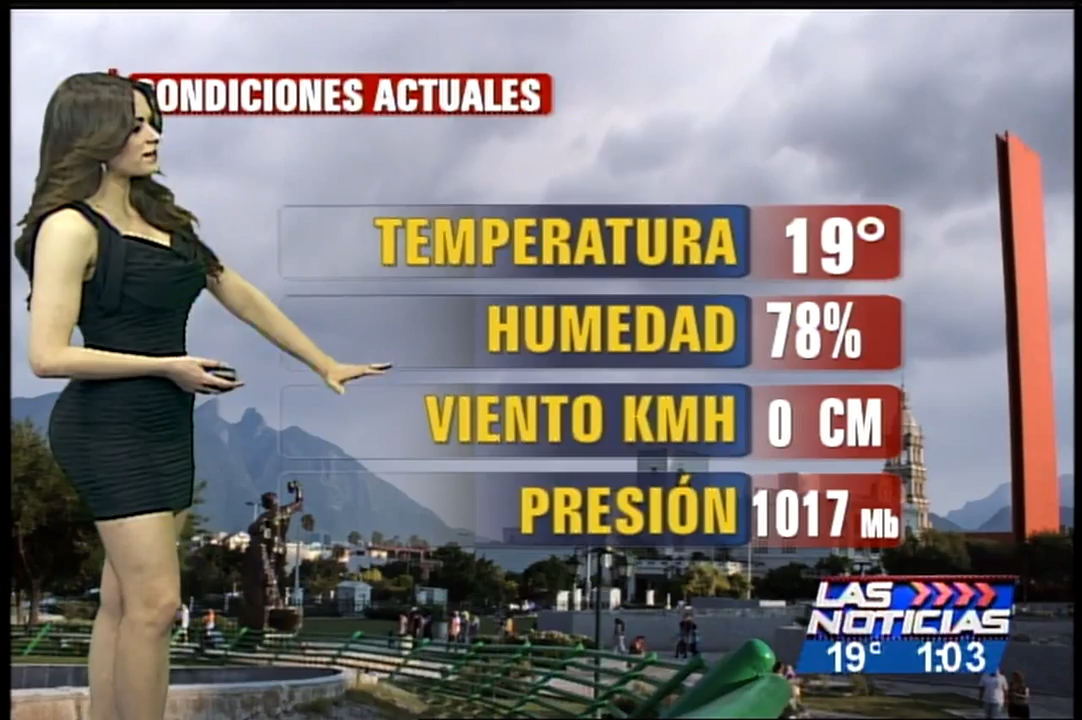 CONDICIONES ACTUALES
TEMPERATURA 19°
HUMEDAD 78%
VIENTO KMH 0 CM
PRESIÓN 1017 Mb
LAS
NOTICIAS
19° 1:03